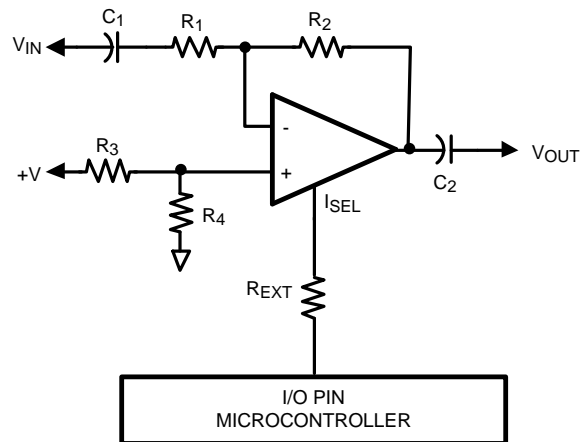 C1
R1
R2
VIN
-
R3
+V
+
VOUT
C2
ISEL
R4
REXT
I/O PIN
MICROCONTROLLER